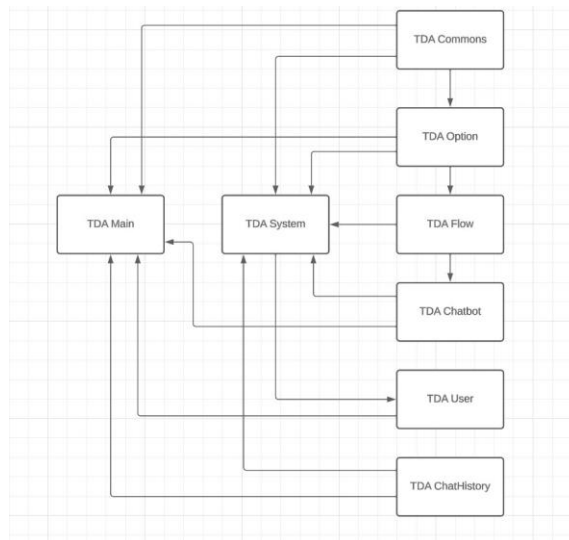 TDA Commons
TDA Option
TDA Main
TDA System
TDA Flow
TDA Chatbot
TDA User
TDA ChatHistory